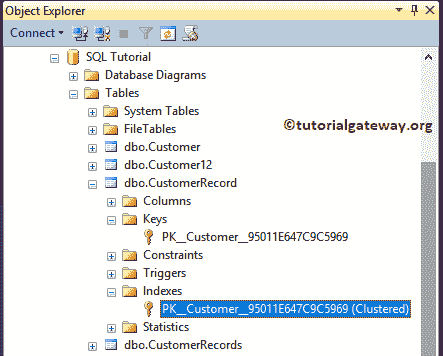 Object Explorer
Connect
SQL Tutorial
Database Diagrams
Tables
System Tables
FileTables
©tutorialgateway.org
dbo.Customer
dbo.Customer12
dbo.CustomerRecord
Columns
Keys
PK__Customer__95011E647C9C5969
Constraints
Triggers
Indexes
PK__Customer__95011E647C9C5969 (Clustered)
Statistics
dbo.CustomerRecords